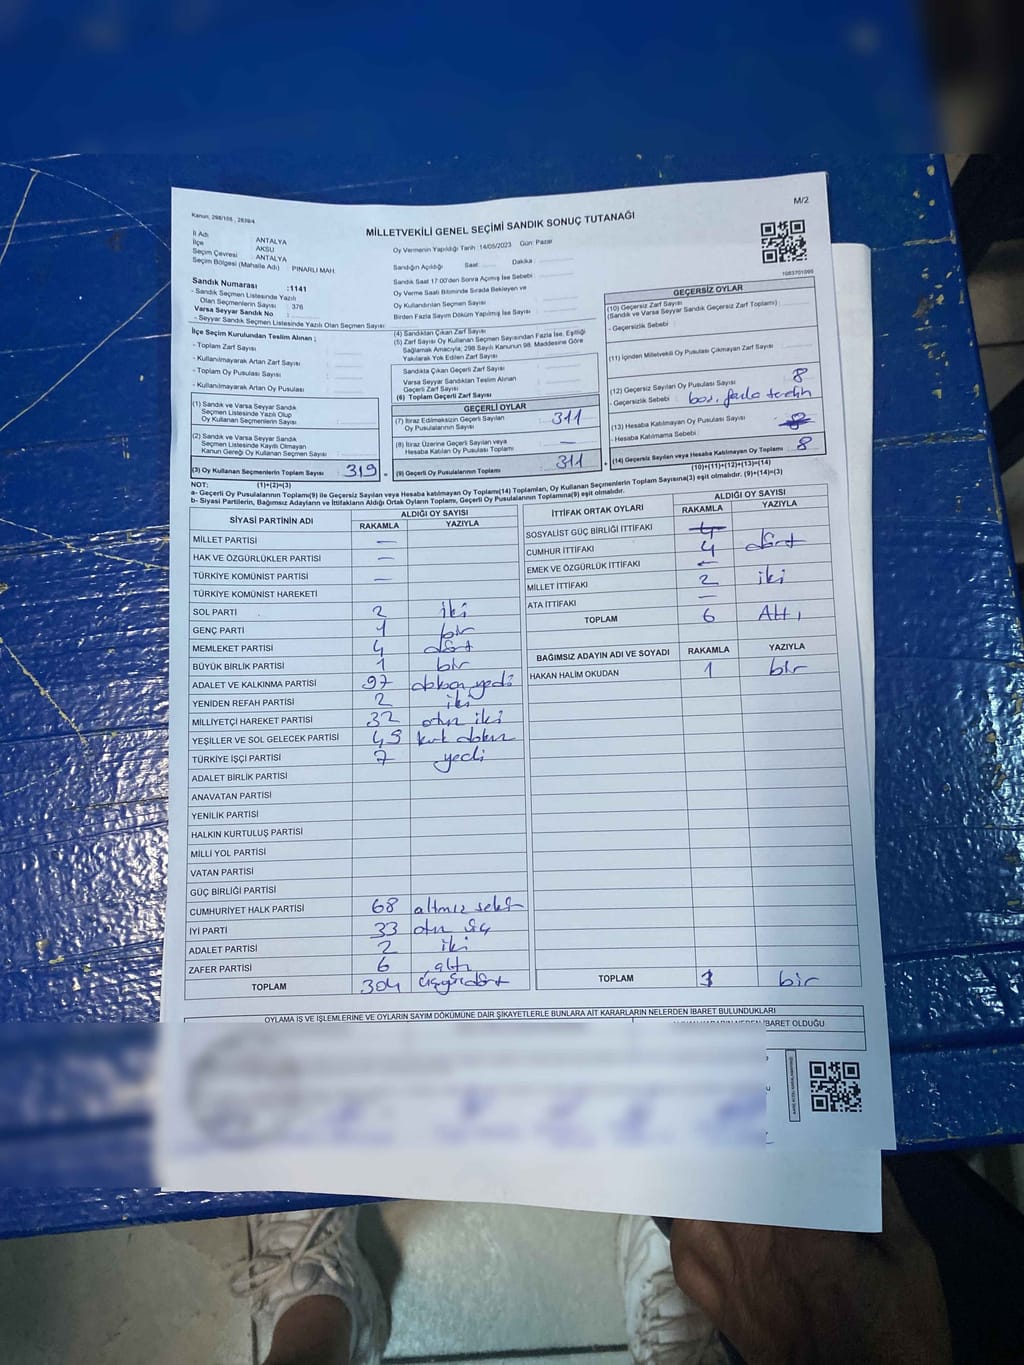 Kanun: 298/105 , 2839/4
M/2
MİLLETVEKİLİ GENEL SEÇİMİ SANDIK SONUÇ TUTANAĞI
İl Adı ANTALYA
İlçe AKSU
Seçim Çevresi ANTALYA
Seçim Bölgesi (Mahalle Adı) PINARLI MAH.
Oy Vermenin Yapıldığı Tarih :14/05/2023 Gün: Pazar
Sandığın Açıldığı Saat: Dakika :
Sandık Saat 17:00'den Sonra Açılmış İse Sebebi :
Oy Verme Saati Bitiminde Sırada Bekleyen ve
Oy Kullandırılan Seçmen Sayısı
Birden Fazla Sayım Döküm Yapılmış İse Sayısı :
1083701095
Sandık Numarası :1141
- Sandık Seçmen Listesinde Yazılı
Olan Seçmenlerin Sayısı : 376
Varsa Seyyar Sandık No :
- Seyyar Sandık Seçmen Listesinde Yazılı Olan Seçmen Sayısı
İlçe Seçim Kurulundan Teslim Alınan ;
- Toplam Zarf Sayısı
- Kullanılmayarak Artan Zarf Sayısı
- Toplam Oy Pusulası Sayısı
- Kullanılmayarak Artan Oy Pusulası
(4) Sandıktan Çıkan Zarf Sayısı
(5) Zarf Sayısı Oy Kullanan Seçmen Sayısından Fazla İse, Eşitliği
Sağlamak Amacıyla; 298 Sayılı Kanunun 98. Maddesine Göre
Yakılarak Yok Edilen Zarf Sayısı
Sandıkta Çıkan Geçerli Zarf Sayısı
Varsa Seyyar Sandıktan Teslim Alınan
Geçerli Zarf Sayısı
(6) Toplam Geçerli Zarf Sayısı
GEÇERSİZ OYLAR
(10) Geçersiz Zarf Sayısı
(Sandık ve Varsa Seyyar Sandık Geçersiz Zarf Toplamı) :
- Geçersizlik Sebebi :
(11) İçinden Milletvekili Oy Pusulası Çıkmayan Zarf Sayısı
(12) Geçersiz Sayılan Oy Pusulası Sayısı : 8
- Geçersizlik Sebebi : boş, fazla tercih
(13) Hesaba Katılmayan Oy Pusulası Sayısı
- Hesaba Katılmama Sebebi :
(14) Geçersiz Sayılan veya Hesaba Katılmayan Oy Toplamı : 8
(10)+(11)+(12)+(13)=(14)
(1) Sandık ve Varsa Seyyar
Sandık Seçmen Listesinde Yazılı Olup
Oy Kullanan Seçmenlerin Sayısı
(2) Sandık ve Varsa Seyyar
Sandık Seçmen Listesinde Kayıtlı Olmayan
Kanun Gereği Oy Kullanan Seçmen Sayısı
(3) Oy Kullanan Seçmenlerin Toplam Sayısı : 319
(1)+(2)=(3)
GEÇERLİ OYLAR
(7) İtiraz Edilmeksizin Geçerli Sayılan
Oy Pusulasının Sayısı : 311
(8) İtiraz Üzerine Geçerli Sayılan veya
Hesaba Katılan Oy Pusulası Toplamı : —
(9) Geçerli Oy Pusulalarının Toplamı : 311
NOT:
a- Geçerli Oy Pusulalarının Toplamı(9) ile Geçersiz Sayılan veya Hesaba katılmayan Oy Toplam(14) Toplamları, Oy Kullanan Seçmenlerin Toplam Sayısına(3) eşit olmalıdır. (9)+(14)=(3)
b- Siyasi Partilerin, Bağımsız Adayların ve İttifakların Aldığı Ortak Oyların Toplamı, Geçerli Oy Pusulalarının Toplamına(9) eşit olmalıdır.
SİYASİ PARTİNİN ADI ALDIĞI OY SAYISI
RAKAMLA YAZIYLA
MİLLET PARTİSİ —
HAK VE ÖZGÜRLÜKLER PARTİSİ —
TÜRKİYE KOMÜNİST PARTİSİ —
TÜRKİYE KOMÜNİST HAREKETİ
SOL PARTİ 2 iki
GENÇ PARTİ 1 bir
MEMLEKET PARTİSİ 4 dört
BÜYÜK BİRLİK PARTİSİ 1 bir
ADALET VE KALKINMA PARTİSİ 97 doksan yedi
YENİDEN REFAH PARTİSİ 2 iki
MİLLİYETÇİ HAREKET PARTİSİ 32 otuz iki
YEŞİLLER VE SOL GELECEK PARTİSİ 49 kırk dokuz
TÜRKİYE İŞÇİ PARTİSİ 7 yedi
ADALET BİRLİK PARTİSİ
ANAVATAN PARTİSİ
YENİLİK PARTİSİ
HALKIN KURTULUŞ PARTİSİ
MİLLİ YOL PARTİSİ
VATAN PARTİSİ
GÜÇ BİRLİĞİ PARTİSİ
CUMHURİYET HALK PARTİSİ 68 altmış sekiz
İYİ PARTİ 33 otuz üç
ADALET PARTİSİ 2 iki
ZAFER PARTİSİ 6 altı
TOPLAM 304 üçyüzdört
İTTİFAK ORTAK OYLARI ALDIĞI OY SAYISI
RAKAMLA YAZIYLA
SOSYALİST GÜÇ BİRLİĞİ İTTİFAKI
CUMHUR İTTİFAKI 4 dört
EMEK VE ÖZGÜRLÜK İTTİFAKI —
MİLLET İTTİFAKI 2 iki
ATA İTTİFAKI —
TOPLAM 6 Altı
BAĞIMSIZ ADAYIN ADI VE SOYADI RAKAMLA YAZIYLA
HAKAN HALİM OKUDAN 1 bir
TOPLAM 1 bir
OYLAMA İŞ VE İŞLEMLERİNE VE OYLARIN SAYIM DÖKÜMÜNE DAİR ŞİKAYETLERLE BUNLARA AİT KARARLARIN NELERDEN İBARET BULUNDUKLARI
İBARET OLDUĞU